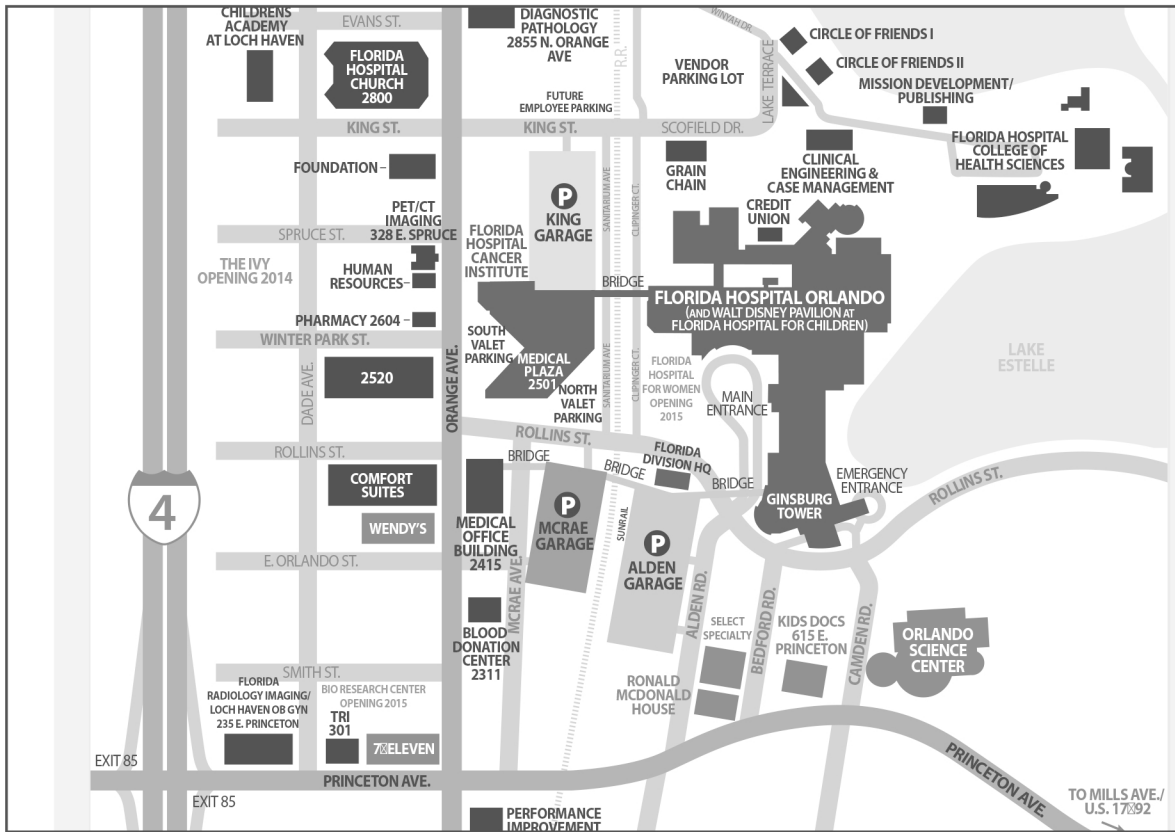 CHILDRENS
ACADEMY
AT LOCH HAVEN
EVANS ST.
FLORIDA
HOSPITAL
CHURCH
2800
DIAGNOSTIC
PATHOLOGY
2855 N. ORANGE
AVE
R.R.
WINYAH DR.
CIRCLE OF FRIENDS I
CIRCLE OF FRIENDS II
VENDOR
PARKING LOT
LAKE TERRACE
MISSION DEVELOPMENT/
PUBLISHING
FUTURE
EMPLOYEE PARKING
KING ST.
KING ST.
SCOFIELD DR.
FLORIDA HOSPITAL
COLLEGE OF
HEALTH SCIENCES
FOUNDATION
P
KING
GARAGE
SANITARIUM AVE
CLIPINGER CT.
GRAIN
CHAIN
CLINICAL
ENGINEERING &
CASE MANAGEMENT
CREDIT
UNION
PET/CT
IMAGING
328 E. SPRUCE
SPRUCE ST.
FLORIDA
HOSPITAL
CANCER
INSTITUTE
THE IVY
OPENING 2014
HUMAN
RESOURCES
BRIDGE
FLORIDA HOSPITAL ORLANDO
(AND WALT DISNEY PAVILION AT
FLORIDA HOSPITAL FOR CHILDREN)
PHARMACY 2604
WINTER PARK ST.
SOUTH
VALET
PARKING
MEDICAL
PLAZA
2501
NORTH
VALET
PARKING
SANITARIUM AVE
CLIPINGER CT.
FLORIDA
HOSPITAL
FOR WOMEN
OPENING
2015
MAIN
ENTRANCE
LAKE
ESTELLE
2520
DADE AVE.
ORANGE AVE.
ROLLINS ST.
ROLLINS ST.
BRIDGE
BRIDGE
FLORIDA
DIVISION HQ
BRIDGE
GINSBURG
TOWER
EMERGENCY
ENTRANCE
ROLLINS ST.
4
COMFORT
SUITES
WENDY'S
MEDICAL
OFFICE
BUILDING
2415
P
MCRAE
GARAGE
SUNRAIL
P
ALDEN
GARAGE
E. ORLANDO ST.
MCRAE AVE.
ALDEN RD.
BEDFORD RD.
CAMDEN RD.
BLOOD
DONATION
CENTER
2311
SELECT
SPECIALTY
KIDS DOCS
615 E.
PRINCETON
ORLANDO
SCIENCE
CENTER
RONALD
MCDONALD
HOUSE
SMITH ST.
FLORIDA
RADIOLOGY IMAGING/
LOCH HAVEN OB GYN
235 E. PRINCETON
BIO RESEARCH CENTER
OPENING 2015
TRI
301
7ELEVEN
EXIT 85
PRINCETON AVE.
EXIT 85
PRINCETON AVE.
TO MILLS AVE./
U.S. 1792
PERFORMANCE
IMPROVEMENT